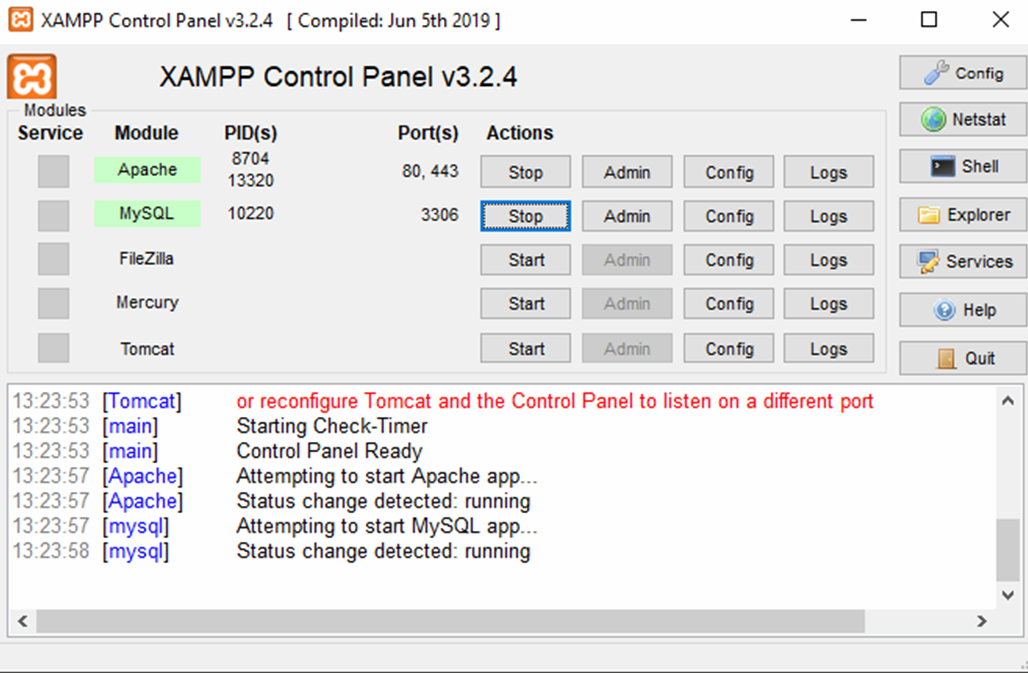 XAMPP Control Panel v3.2.4 [ Compiled: Jun 5th 2019 ]
XAMPP Control Panel v3.2.4
Config
Modules
Service Module PID(s) Port(s) Actions
Netstat
Apache 8704 13320 80, 443 Stop Admin Config Logs
Shell
MySQL 10220 3306 Stop Admin Config Logs
Explorer
FileZilla Start Admin Config Logs
Services
Mercury Start Admin Config Logs
Help
Tomcat Start Admin Config Logs
Quit
13:23:53 [Tomcat] or reconfigure Tomcat and the Control Panel to listen on a different port
13:23:53 [main] Starting Check-Timer
13:23:53 [main] Control Panel Ready
13:23:57 [Apache] Attempting to start Apache app...
13:23:57 [Apache] Status change detected: running
13:23:57 [mysql] Attempting to start MySQL app...
13:23:58 [mysql] Status change detected: running